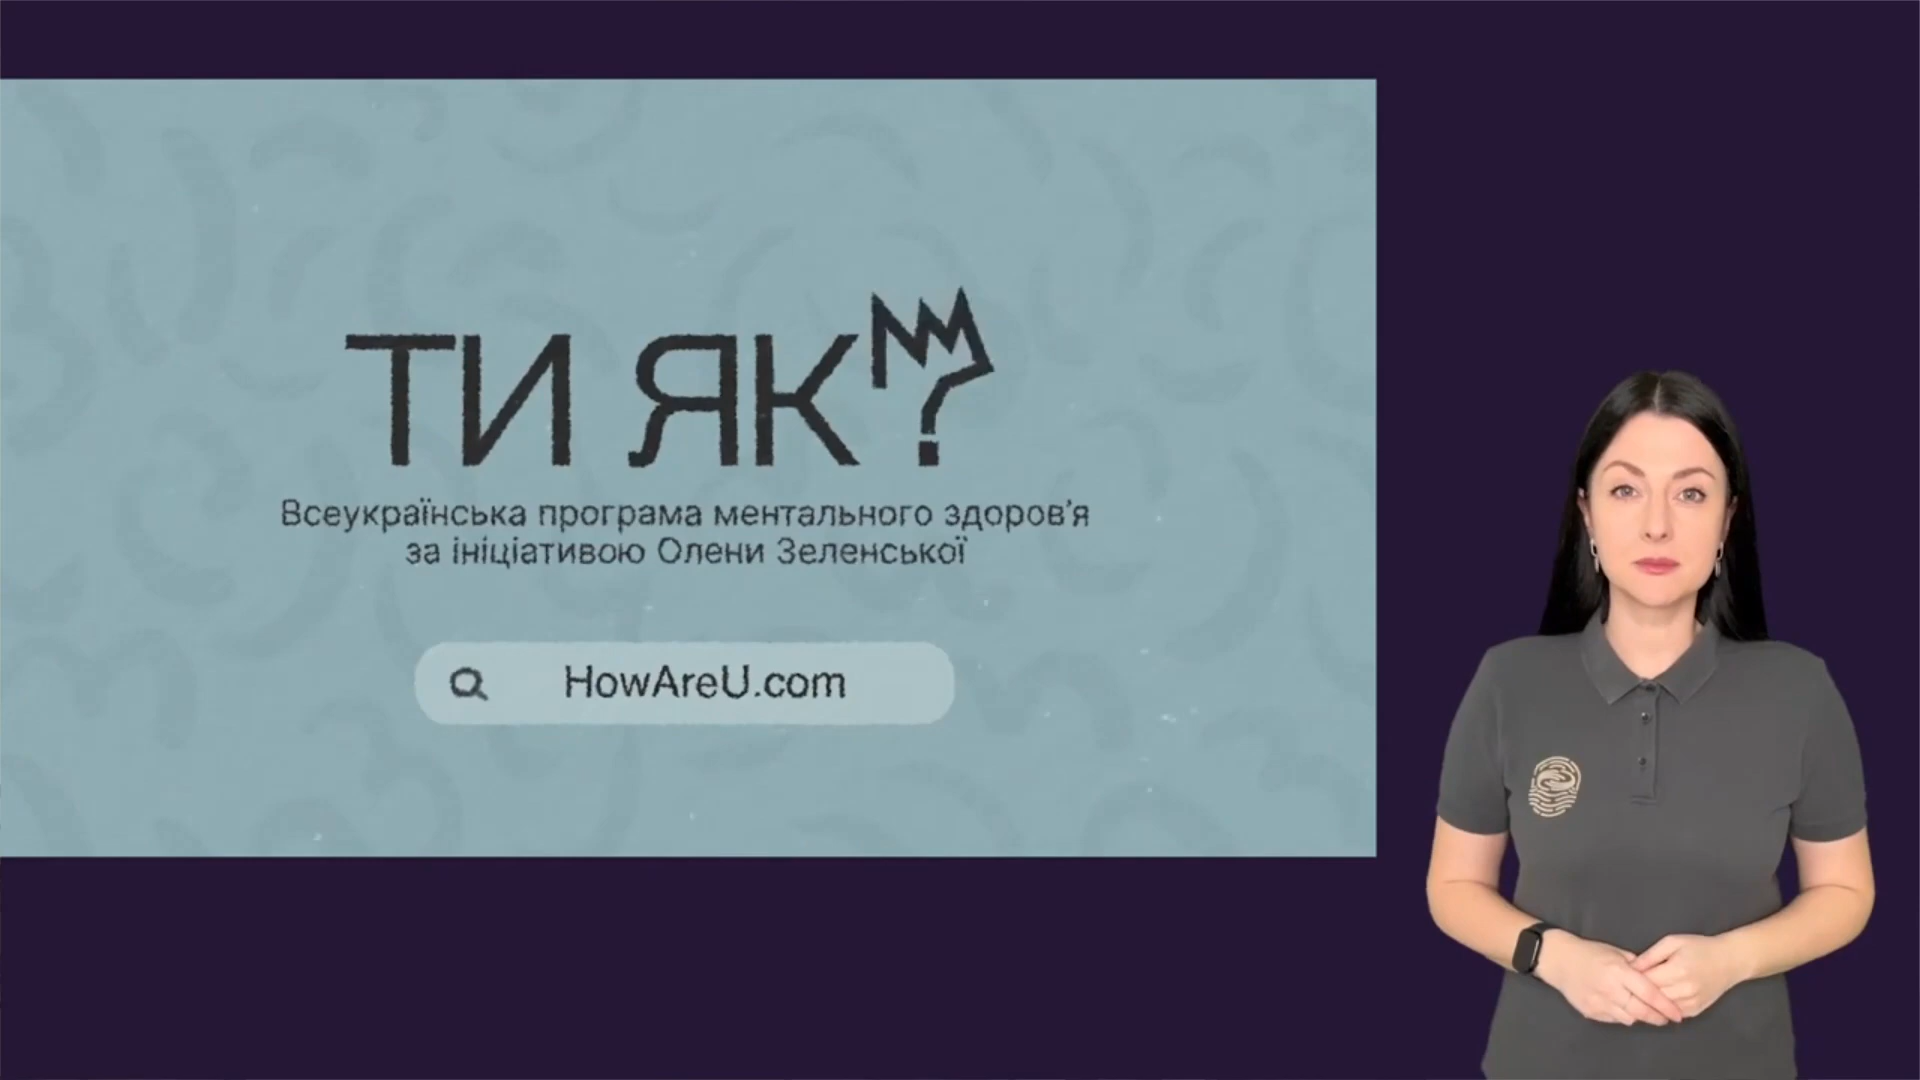 ТИ ЯК?
Всеукраїнська програма ментального здоров'я
за ініціативою Олени Зеленської
HowAreU.com